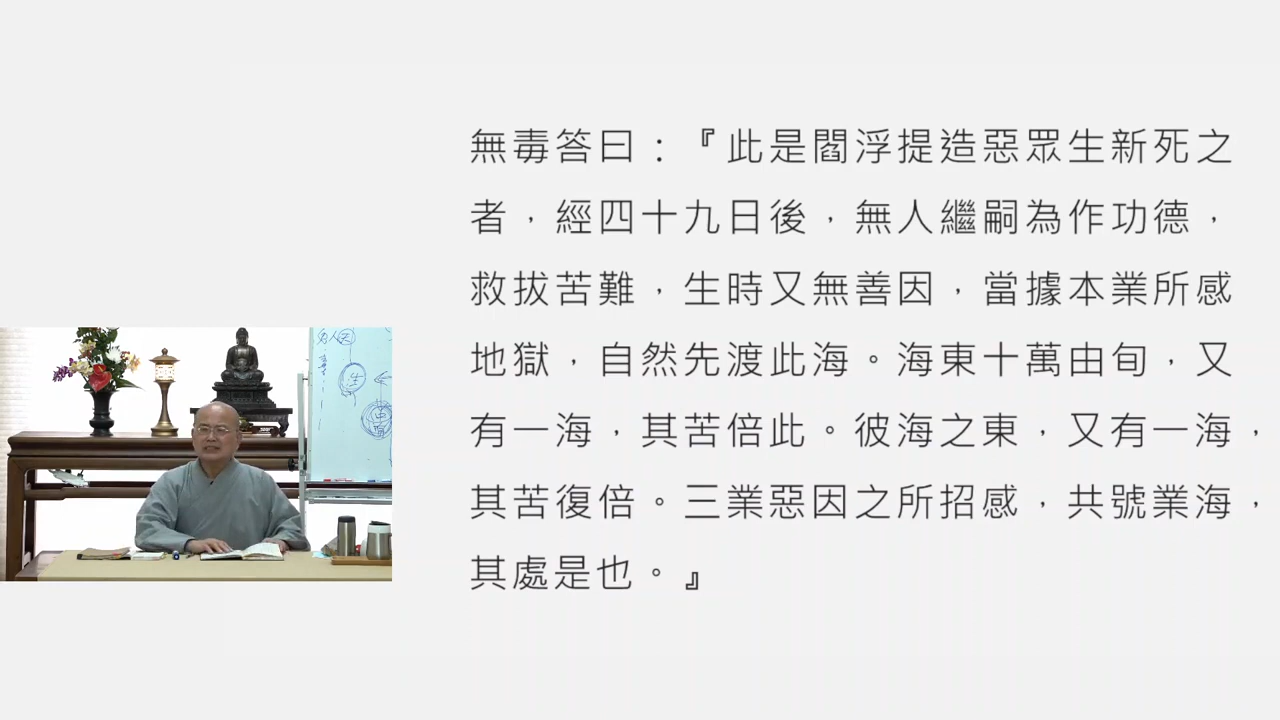 無毒答曰：『此是閻浮提造惡眾生新死之
者，經四十九日後，無人繼嗣為作功德，
救拔苦難，生時又無善因，當據本業所感
地獄，自然先渡此海。海東十萬由旬，又
有一海，其苦倍此。彼海之東，又有一海，
其苦復倍。三業惡因之所招感，共號業海，
其處是也。』